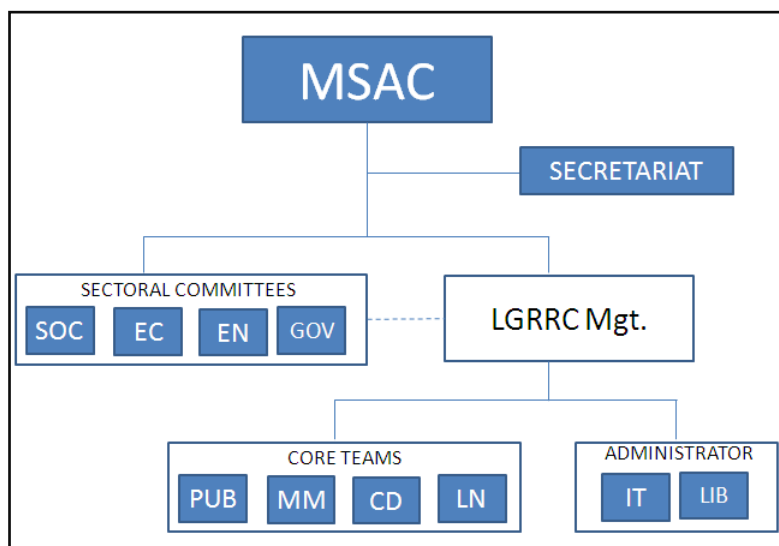 MSAC
SECRETARIAT
SECTORAL COMMITTEES
SOC EC EN GOV
LGRRC Mgt.
CORE TEAMS
PUB MM CD LN
ADMINISTRATOR
IT LIB